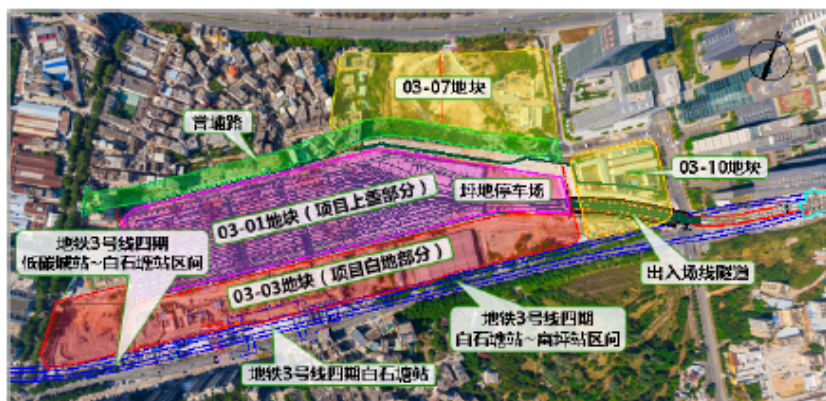 03-07地块
营埔路
03-10地块
坪地停车场
03-01地块（项目上盖部分）
地铁3号线四期
低碳城站~白石塘站区间
03-03地块（项目白地部分）
出入场线隧道
地铁3号线四期
白石塘站~南坪站区间
地铁3号线四期白石塘站